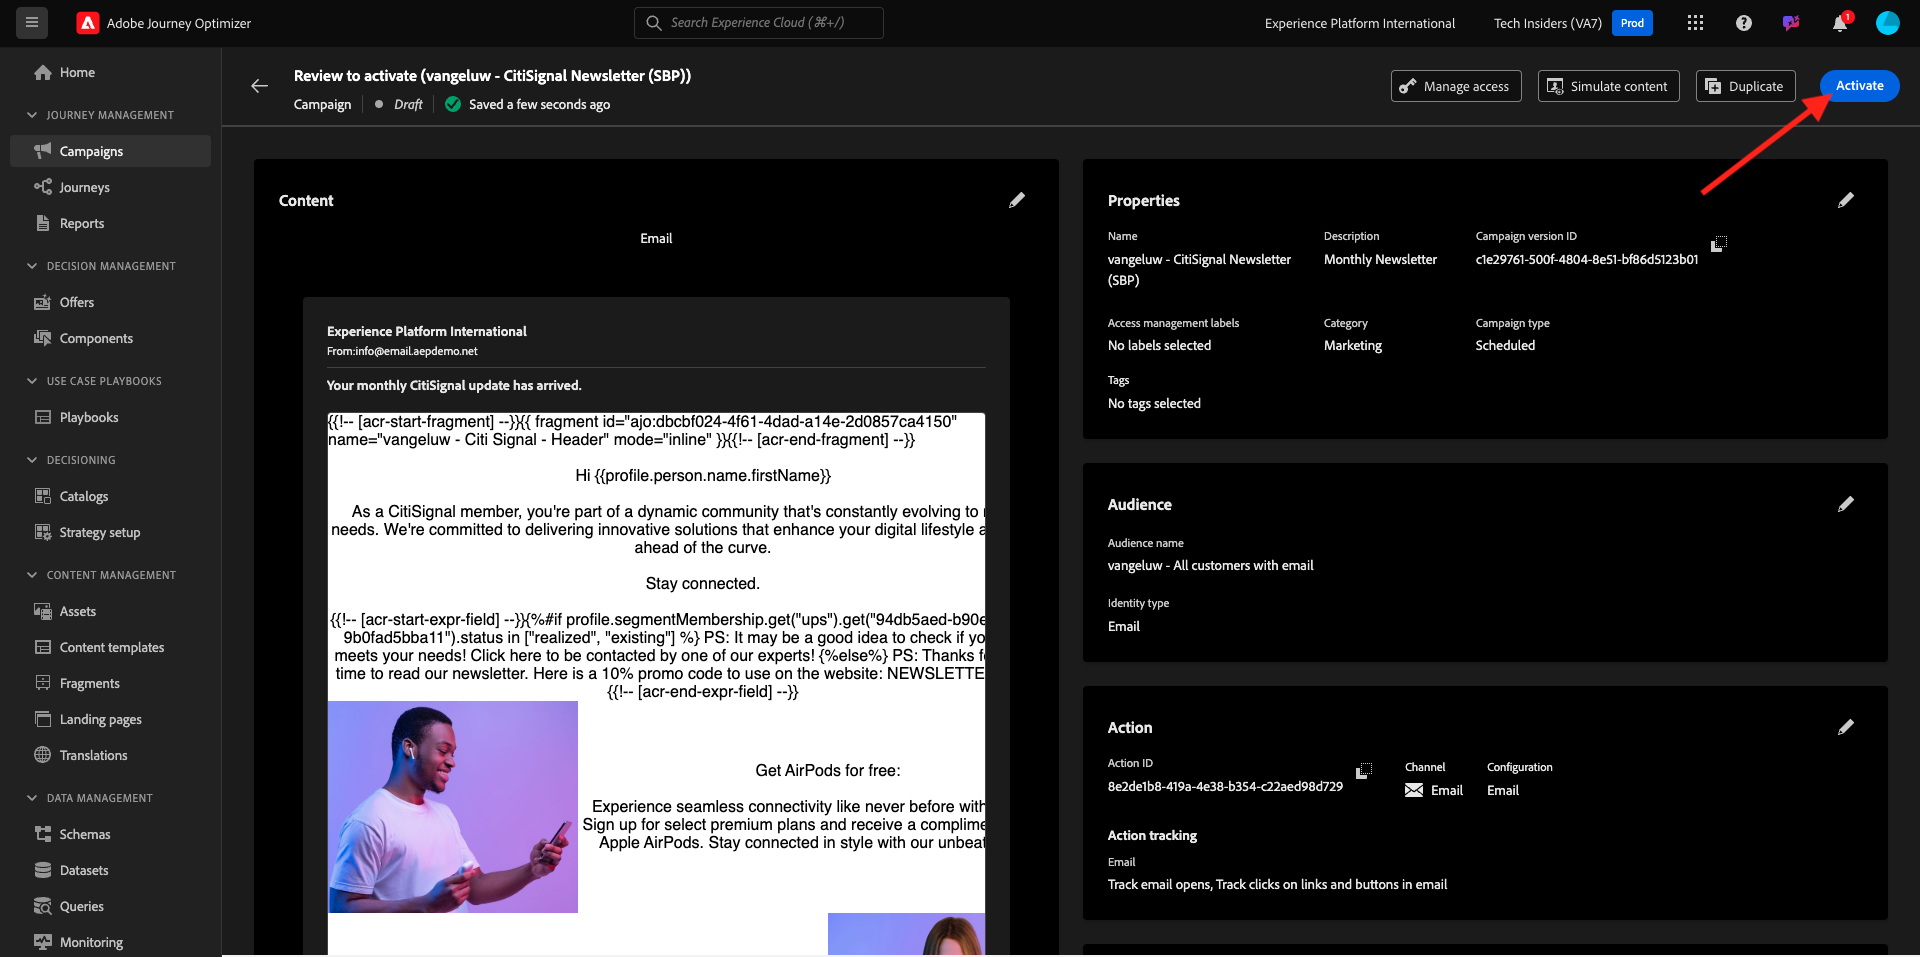 Adobe Journey Optimizer
Search Experience Cloud (⌘+/)
Experience Platform International
Tech Insiders (VA7)
Prod
1
Home
JOURNEY MANAGEMENT
Campaigns
Journeys
Reports
DECISION MANAGEMENT
Offers
Components
USE CASE PLAYBOOKS
Playbooks
DECISIONING
Catalogs
Strategy setup
CONTENT MANAGEMENT
Assets
Content templates
Fragments
Landing pages
Translations
DATA MANAGEMENT
Schemas
Datasets
Queries
Monitoring
Review to activate (vangeluw - CitiSignal Newsletter (SBP))
Campaign
Draft
Saved a few seconds ago
Manage access
Simulate content
Duplicate
Activate
Content
Email
Experience Platform International
From:info@email.aepdemo.net
Your monthly CitiSignal update has arrived.
{{!-- [acr-start-fragment] --}}{{ fragment id="ajo:dbcbf024-4f61-4dad-a14e-2d0857ca4150"
name="vangeluw - Citi Signal - Header" mode="inline" }}{{!-- [acr-end-fragment] --}}
Hi {{profile.person.name.firstName}}
As a CitiSignal member, you're part of a dynamic community that's constantly evolving to
needs. We're committed to delivering innovative solutions that enhance your digital lifestyle
ahead of the curve.
Stay connected.
{{!-- [acr-start-expr-field] --}}{%#if profile.segmentMembership.get("ups").get("94db5aed-b90e
9b0fad5bba11").status in ["realized", "existing"] %} PS: It may be a good idea to check if yo
meets your needs! Click here to be contacted by one of our experts! {%else%} PS: Thanks f
time to read our newsletter. Here is a 10% promo code to use on the website: NEWSLETTE
{{!-- [acr-end-expr-field] --}}
Get AirPods for free:
Experience seamless connectivity like never before with
Sign up for select premium plans and receive a complime
Apple AirPods. Stay connected in style with our unbeat
Properties
Name
vangeluw - CitiSignal Newsletter
(SBP)
Description
Monthly Newsletter
Campaign version ID
c1e29761-500f-4804-8e51-bf86d5123b01
Access management labels
No labels selected
Category
Marketing
Campaign type
Scheduled
Tags
No tags selected
Audience
Audience name
vangeluw - All customers with email
Identity type
Email
Action
Action ID
8e2de1b8-419a-4e38-b354-c22aed98d729
Channel
Email
Configuration
Email
Action tracking
Email
Track email opens, Track clicks on links and buttons in email